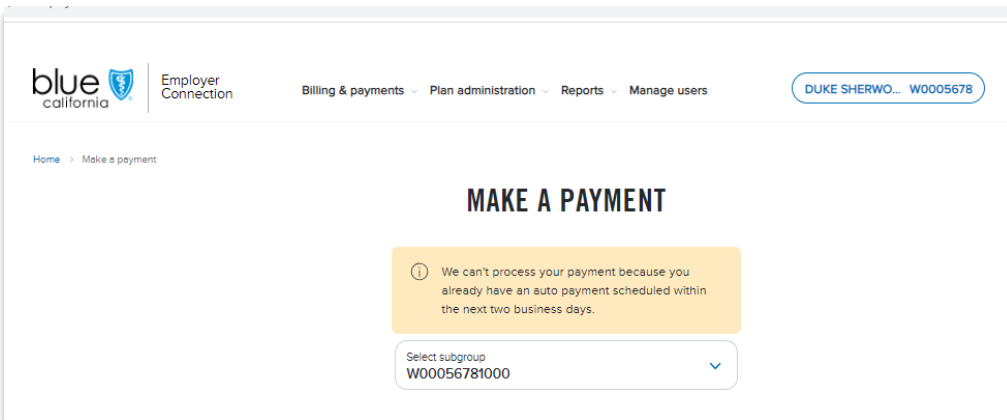 blue
california
Employer
Connection
Billing & payments
Plan administration
Reports
Manage users
DUKE SHERWO... W0005678
Home > Make a payment
MAKE A PAYMENT
We can't process your payment because you
already have an auto payment scheduled within
the next two business days.
Select subgroup
W00056781000